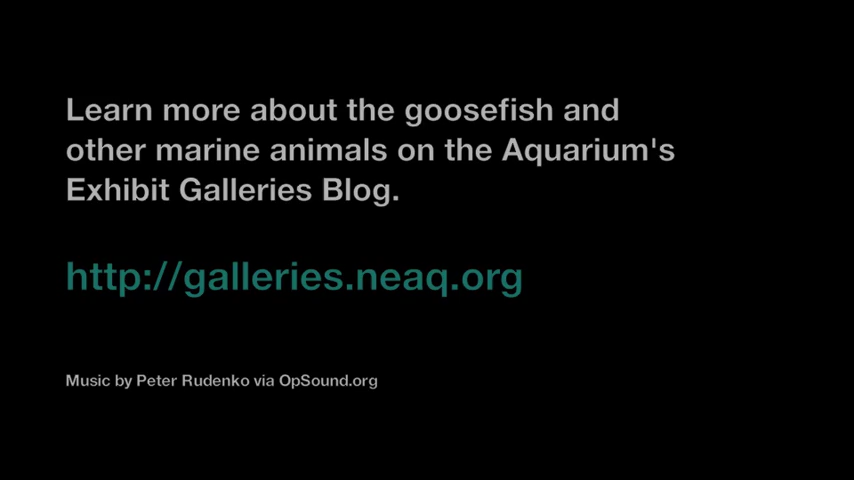 Learn more about the goosefish and
other marine animals on the Aquarium's
Exhibit Galleries Blog.
http://galleries.neaq.org
Music by Peter Rudenko via OpSound.org